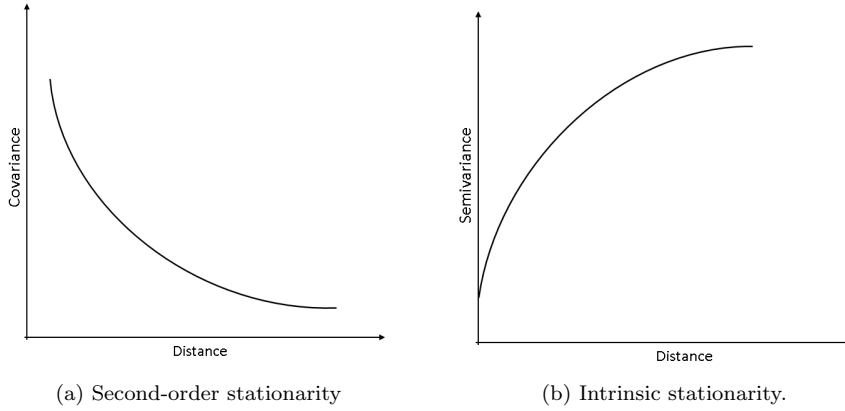 Covariance
Distance
(a) Second-order stationarity
Semivariance
Distance
(b) Intrinsic stationarity.